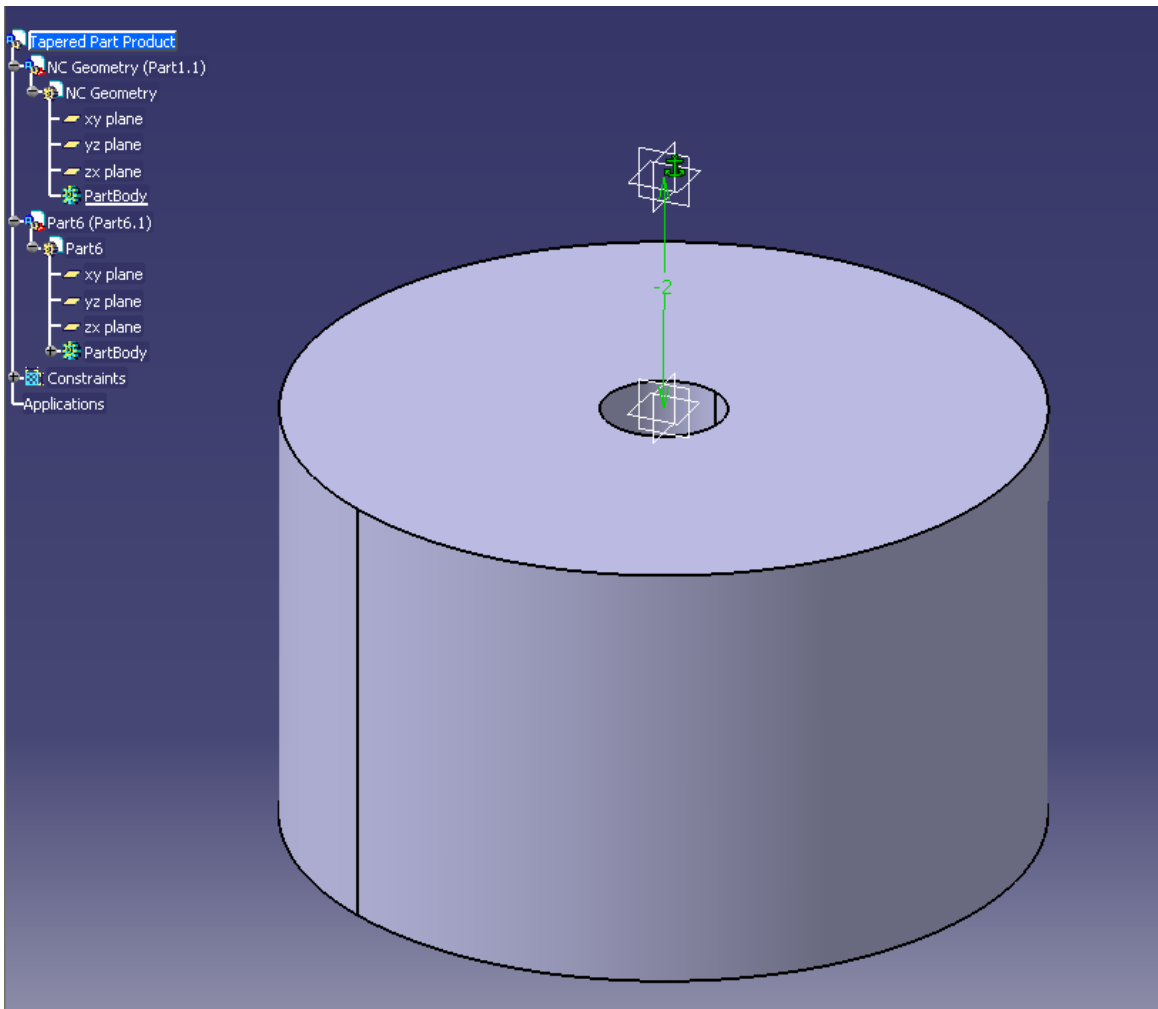 Tapered Part Product
NC Geometry (Part1.1)
NC Geometry
xy plane
yz plane
zx plane
PartBody
Part6 (Part6.1)
Part6
xy plane
yz plane
zx plane
PartBody
Constraints
Applications
-2